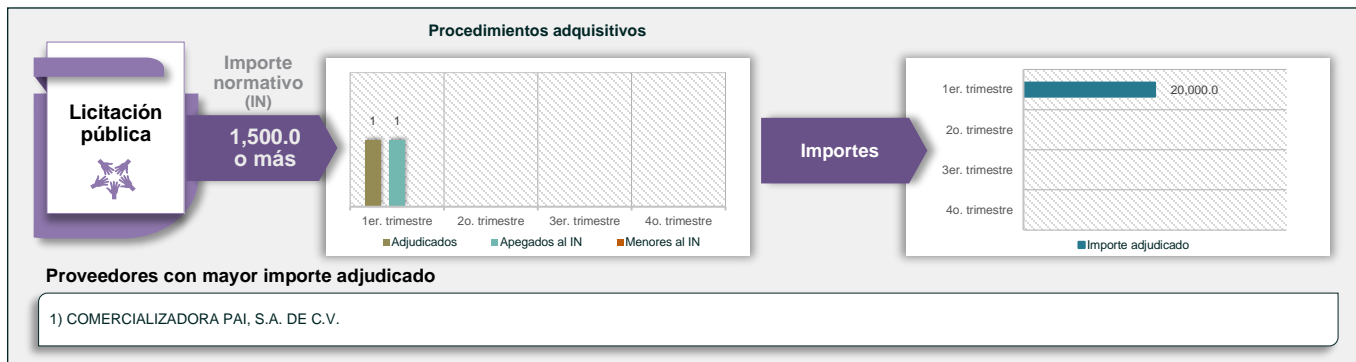 Procedimientos adquisitivos
Licitación
pública
Importe
normativo
(IN)
1,500.0
o más
1
1
1er. trimestre
2o. trimestre
3er. trimestre
4o. trimestre
Adjudicados
Apegados al IN
Menores al IN
Importes
1er. trimestre
20,000.0
2o. trimestre
3er. trimestre
4o. trimestre
Importe adjudicado
Proveedores con mayor importe adjudicado
1) COMERCIALIZADORA PAI, S.A. DE C.V.